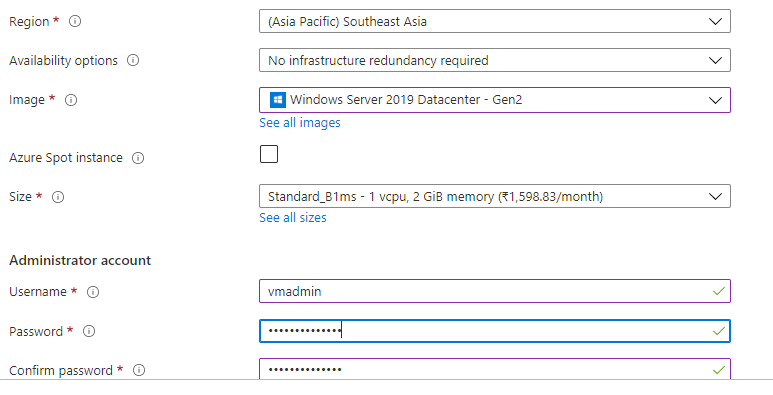 Region *
(Asia Pacific) Southeast Asia
Availability options
No infrastructure redundancy required
Image *
Windows Server 2019 Datacenter - Gen2
See all images
Azure Spot instance
Size *
Standard_B1ms - 1 vcpu, 2 GiB memory (₹1,598.83/month)
See all sizes
Administrator account
Username *
vmadmin
Password *
••••••••••••••
Confirm password *
••••••••••••••